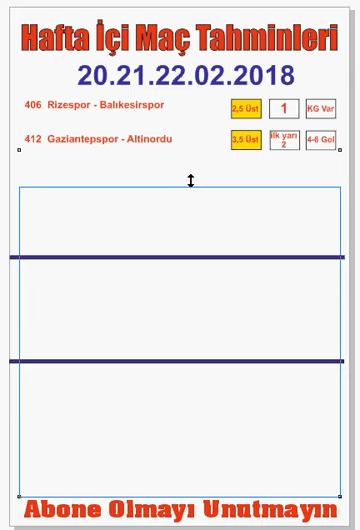 Hafta İçi Maç Tahminleri
20.21.22.02.2018
406 Rizespor - Balıkesirspor 2,5 Üst 1 KG Var
412 Gaziantepspor - Altinordu 3,5 Üst İlk yarı 2 4-6 Gol
Abone Olmayı Unutmayın